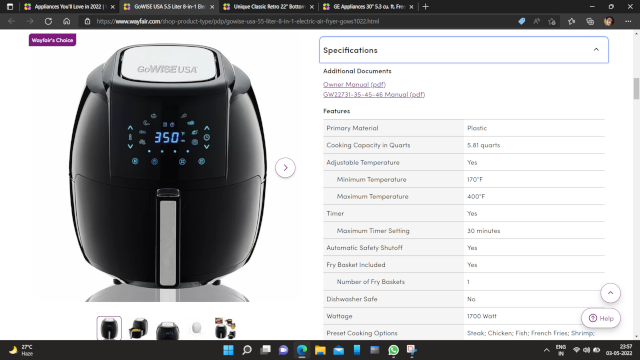 Appliances You'll Love in 2022 |
GoWISE USA 5.5 Liter 8-in-1 Elec
Unique Classic Retro 22" Bottom
GE Appliances 30" 5.3 cu. ft. Fre
https://www.wayfair.com/shop-product-type/pdp/gowise-usa-55-liter-8-in-1-electric-air-fryer-gows1022.html
Wayfair's Choice
GoWISE USA
350 °F
Specifications
Additional Documents
Owner Manual (pdf)
GW22731-35-45-46 Manual (pdf)
Features
Primary Material Plastic
Cooking Capacity in Quarts 5.81 quarts
Adjustable Temperature Yes
Minimum Temperature 170°F
Maximum Temperature 400°F
Timer Yes
Maximum Timer Setting 30 minutes
Automatic Safety Shutoff Yes
Fry Basket Included Yes
Number of Fry Baskets 1
Dishwasher Safe No
Wattage 1700 Watt
Preset Cooking Options Steak; Chicken; Fish; French Fries; Shrimp;
Help
27°C
Haze
ENG
IN
23:57
03-05-2022